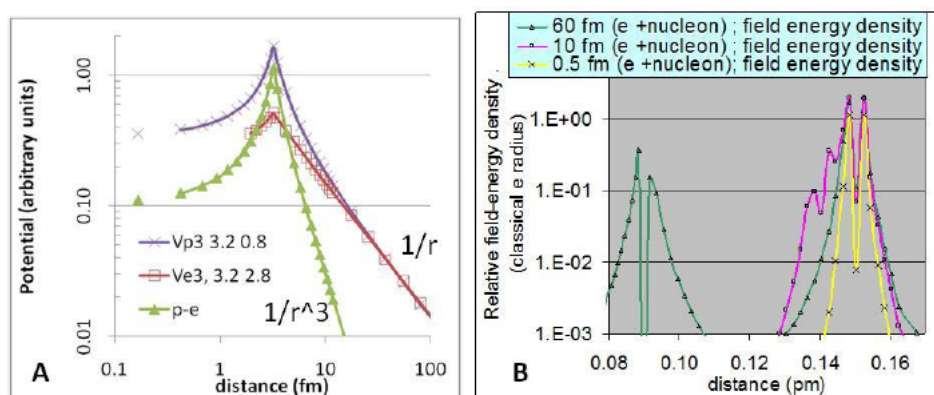 1.00
0.10
0.01
Potential (arbitrary units)
Vp3 3.2 0.8
Ve3, 3.2 2.8
p-e
1/r
1/r^3
A
0.1
1
10
100
distance (fm)
60 fm (e +nucleon) ; field energy density
10 fm (e +nucleon) ; field energy density
0.5 fm (e +nucleon); field energy density
Relative field-energy density
(classical e radius)
1.E+00
1.E-01
1.E-02
1.E-03
0.08
0.10
0.12
0.14
0.16
B
distance (pm)